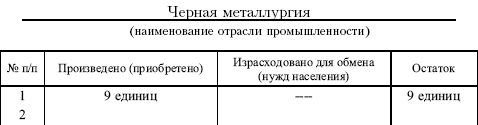 Черная металлургия
(наименование отрасли промышленности)
№ п/п Произведено (приобретено) Израсходовано для обмена (нужд населения) Остаток
1 9 единиц ---- 9 единиц
2